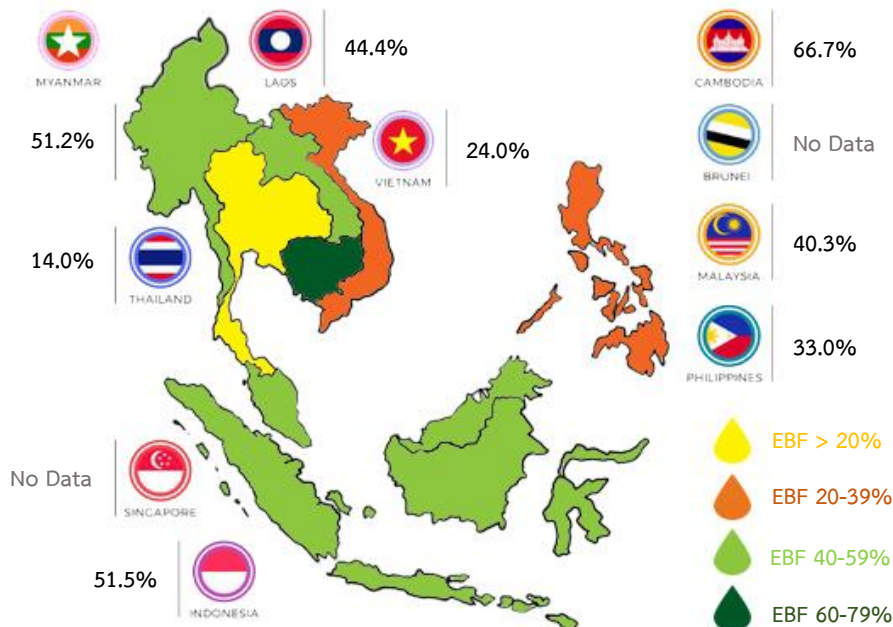 MYANMAR
51.2%
LAOS
44.4%
VIETNAM
24.0%
THAILAND
14.0%
SINGAPORE
No Data
INDONESIA
51.5%
CAMBODIA
66.7%
BRUNEI
No Data
MALAYSIA
40.3%
PHILIPPINES
33.0%
EBF > 20%
EBF 20-39%
EBF 40-59%
EBF 60-79%